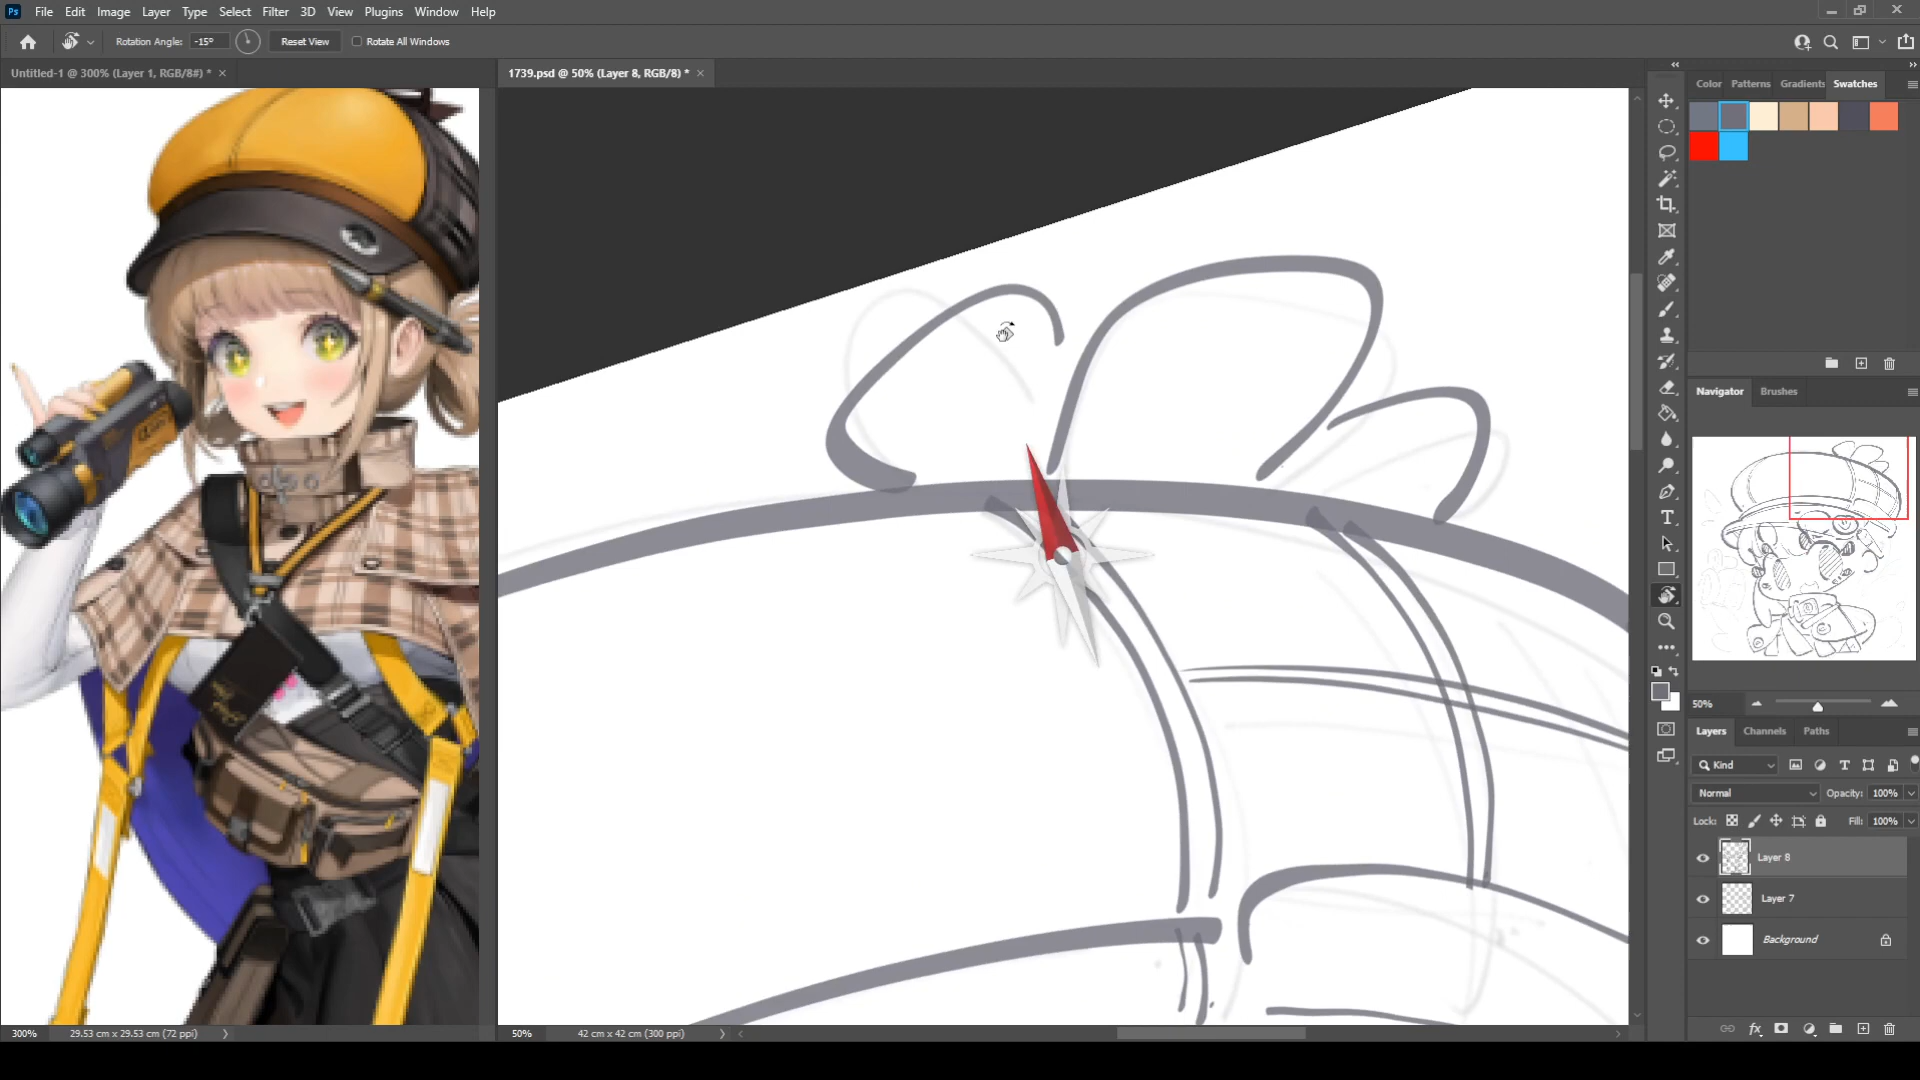 Ps File Edit Image Layer Type Select Filter 3D View Plugins Window Help
Rotation Angle: -15° Reset View Rotate All Windows
Untitled-1 @ 300% (Layer 1, RGB/8#) * ×
1739.psd @ 50% (Layer 8, RGB/8) * ×
Color Patterns Gradients Swatches
Navigator Brushes
50%
Layers Channels Paths
Kind
Normal Opacity: 100%
Lock: Fill: 100%
Layer 8
Layer 7
Background
300% 29.53 cm x 29.53 cm (72 ppi)
50% 42 cm x 42 cm (300 ppi)